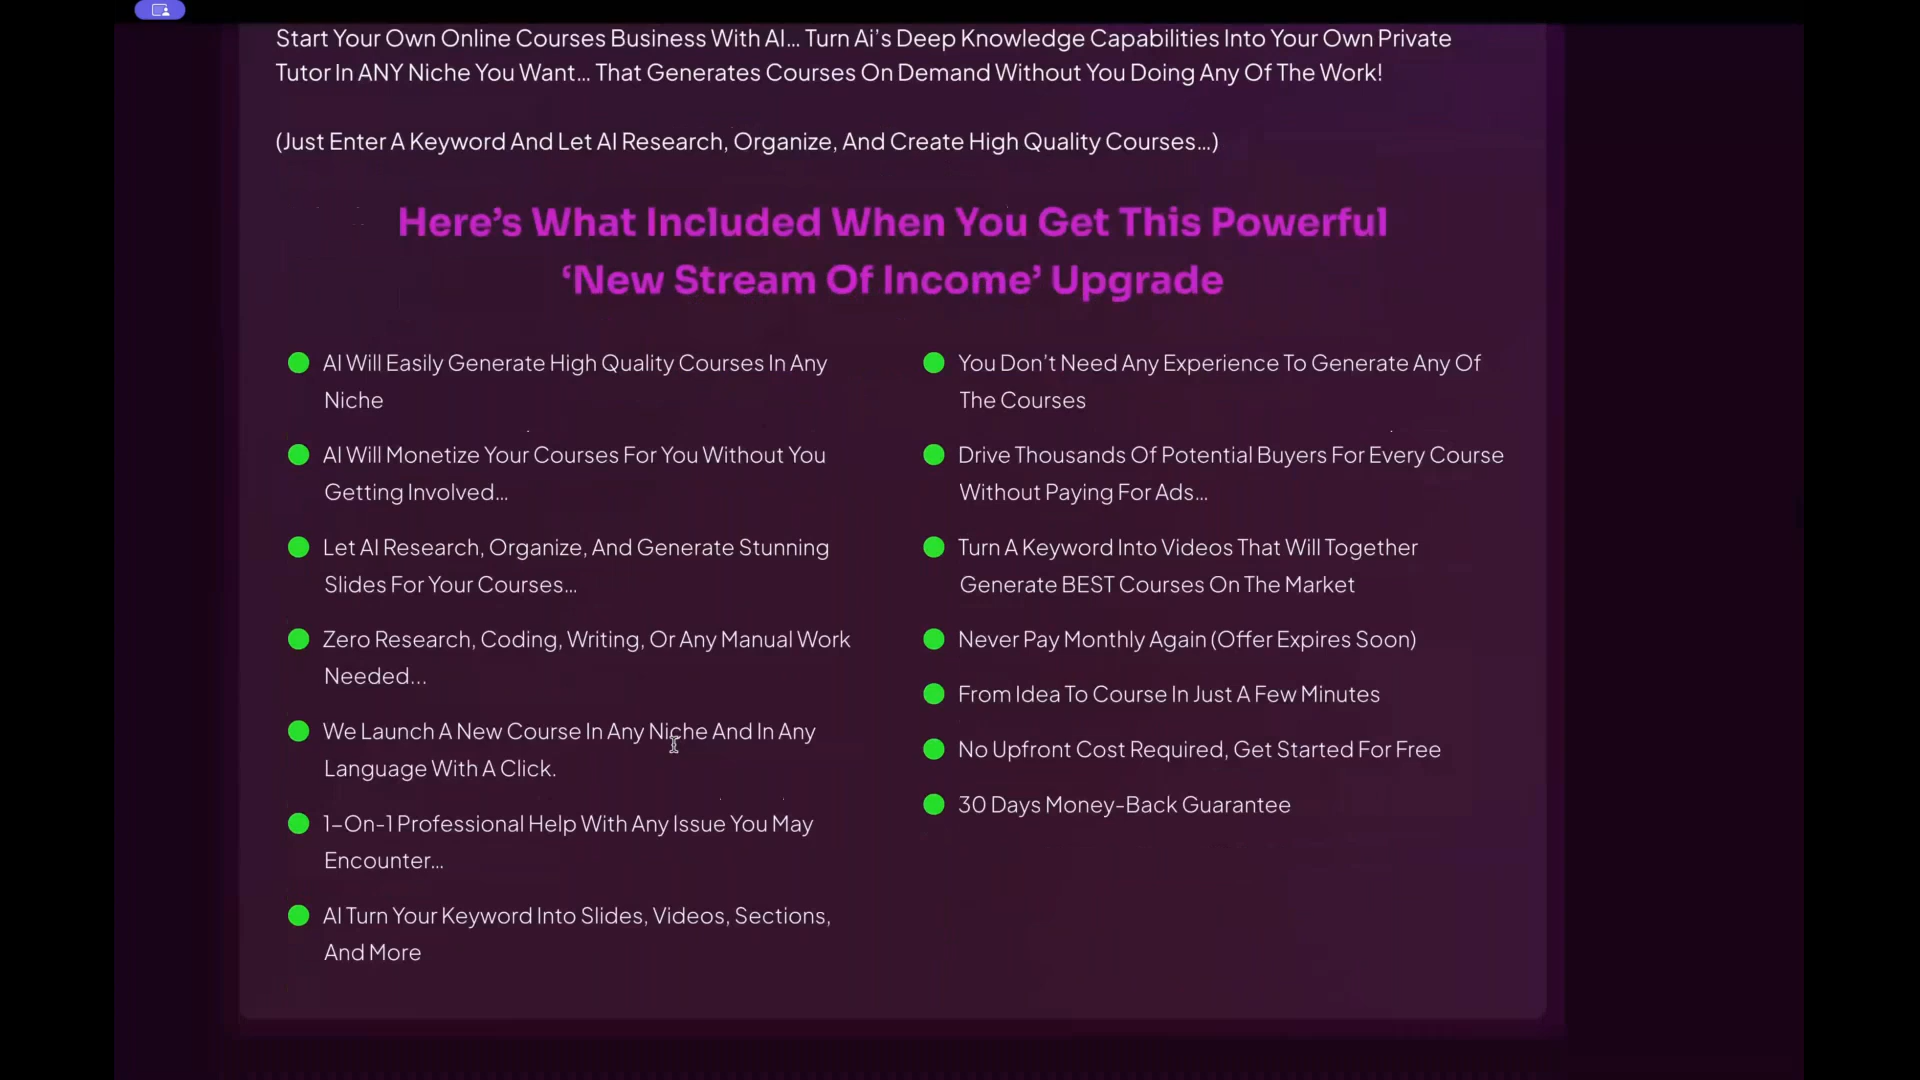 Start Your Own Online Courses Business With AI... Turn Ai's Deep Knowledge Capabilities Into Your Own Private
Tutor In ANY Niche You Want... That Generates Courses On Demand Without You Doing Any Of The Work!
(Just Enter A Keyword And Let AI Research, Organize, And Create High Quality Courses...)
Here's What Included When You Get This Powerful
‘New Stream Of Income’ Upgrade
AI Will Easily Generate High Quality Courses In Any
Niche
AI Will Monetize Your Courses For You Without You
Getting Involved...
Let AI Research, Organize, And Generate Stunning
Slides For Your Courses...
Zero Research, Coding, Writing, Or Any Manual Work
Needed...
We Launch A New Course In Any Niche And In Any
Language With A Click.
1-On-1 Professional Help With Any Issue You May
Encounter...
AI Turn Your Keyword Into Slides, Videos, Sections,
And More
You Don't Need Any Experience To Generate Any Of
The Courses
Drive Thousands Of Potential Buyers For Every Course
Without Paying For Ads...
Turn A Keyword Into Videos That Will Together
Generate BEST Courses On The Market
Never Pay Monthly Again (Offer Expires Soon)
From Idea To Course In Just A Few Minutes
No Upfront Cost Required, Get Started For Free
30 Days Money-Back Guarantee